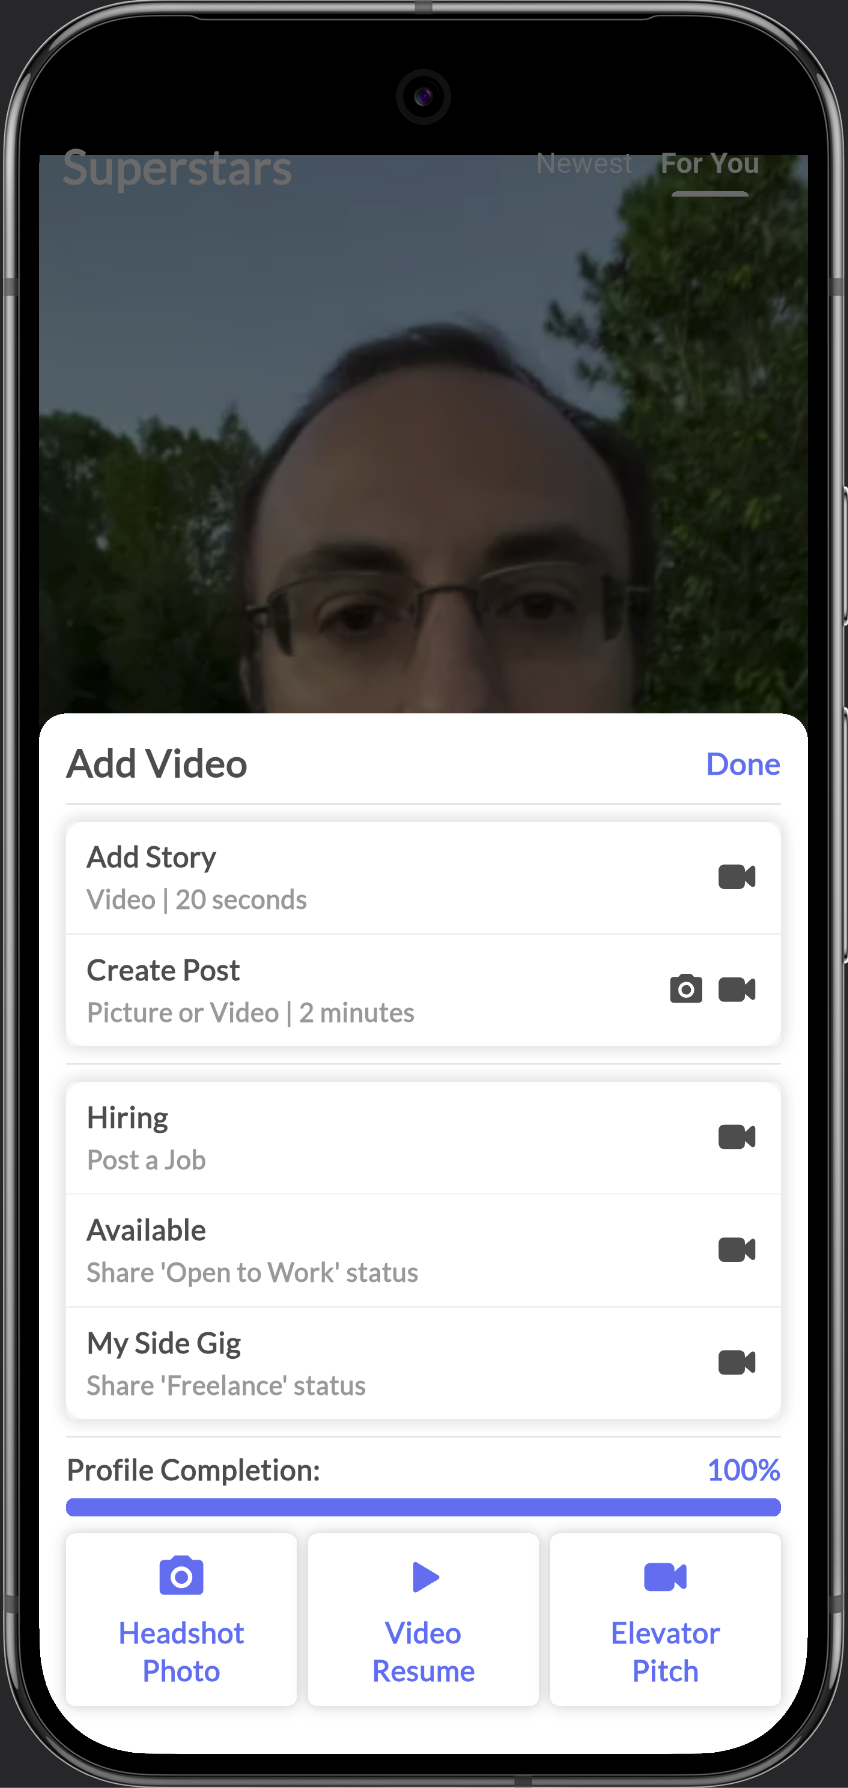 Superstars
Newest For You
Add Video
Done
Add Story
Video | 20 seconds
Create Post
Picture or Video | 2 minutes
Hiring
Post a Job
Available
Share 'Open to Work' status
My Side Gig
Share 'Freelance' status
Profile Completion:
100%
Headshot
Photo
Video
Resume
Elevator
Pitch